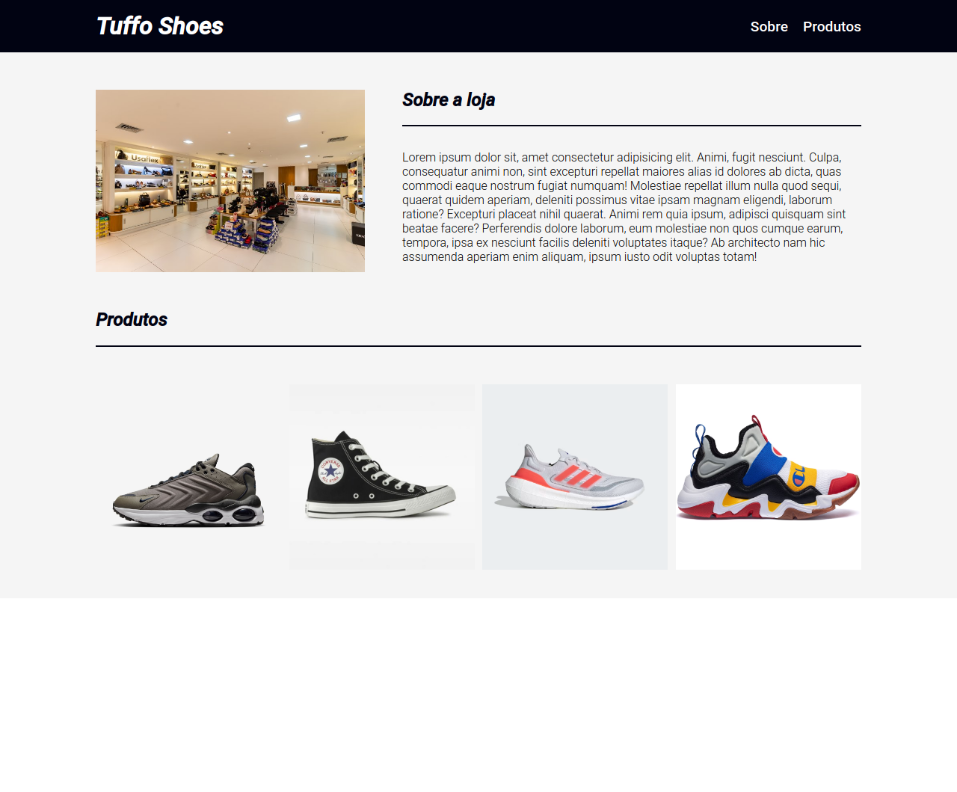 Tuffo Shoes
Sobre Produtos
Usaflex
Sobre a loja
Lorem ipsum dolor sit, amet consectetur adipisicing elit. Animi, fugit nesciunt. Culpa,
consequatur animi non, sint excepturi repellat maiores alias id dolores ab dicta, quas
commodi eaque nostrum fugiat numquam! Molestiae repellat illum nulla quod sequi,
quaerat quidem aperiam, deleniti possimus vitae ipsam magnam eligendi, laborum
ratione? Excepturi placeat nihil quaerat. Animi rem quia ipsum, adipisci quisquam sint
beatae facere? Perferendis dolore laborum, eum molestiae non quos cumque earum,
tempora, ipsa ex nesciunt facilis deleniti voluptates itaque? Ab architecto nam hic
assumenda aperiam enim aliquam, ipsum iusto odit voluptas totam!
Produtos
CONVERSE